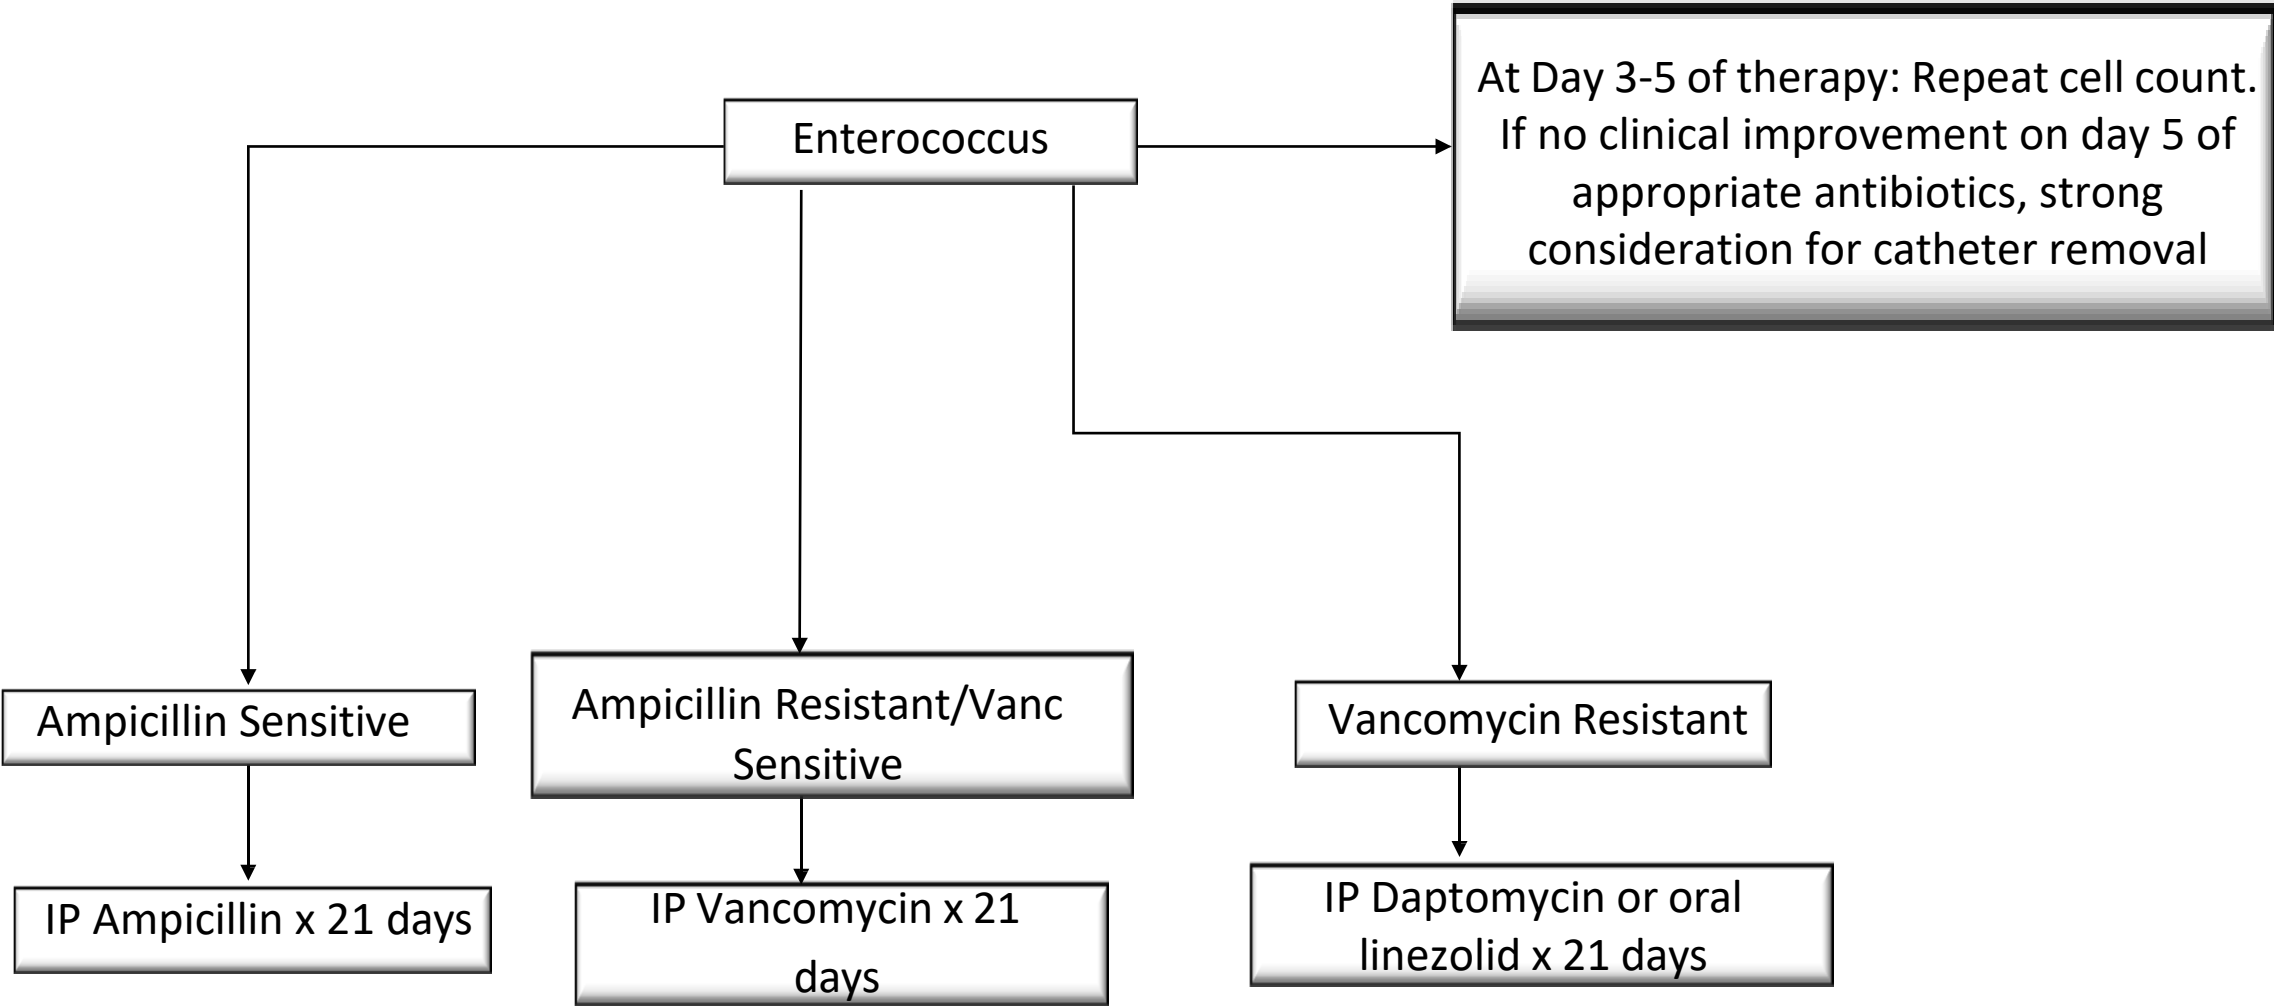 At Day 3-5 of therapy: Repeat cell count.
If no clinical improvement on day 5 of
appropriate antibiotics, strong
consideration for catheter removal
Enterococcus
Ampicillin Sensitive
Ampicillin Resistant/Vanc
Sensitive
Vancomycin Resistant
IP Ampicillin x 21 days
IP Vancomycin x 21
days
IP Daptomycin or oral
linezolid x 21 days